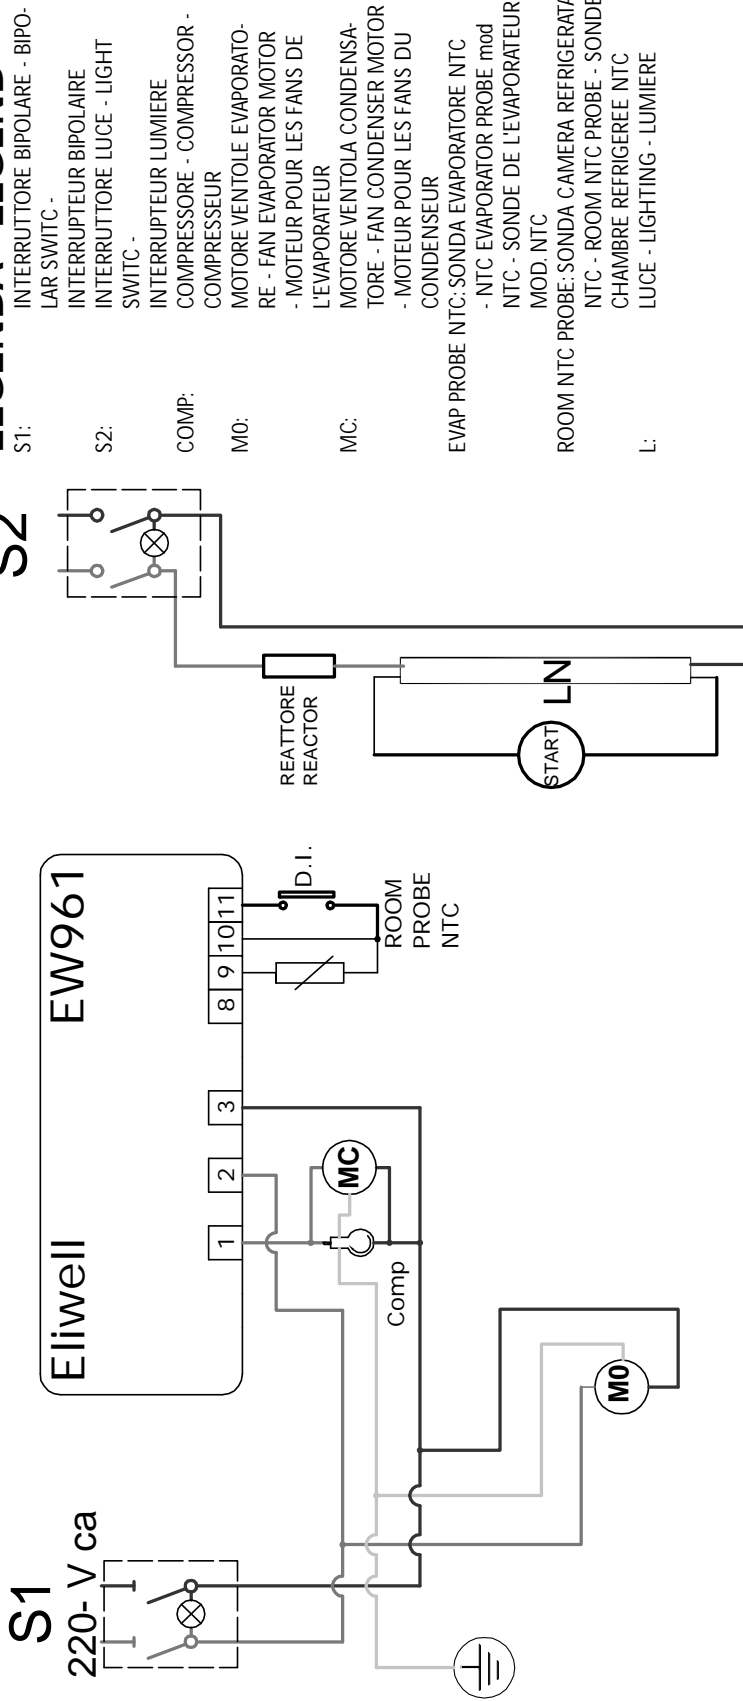 S1
220- V ca
Eliwell
EW961
1
2
3
8
9
10
11
MC
Comp
M0
D.I.
ROOM
PROBE
NTC
S2
REATTORE
REACTOR
START
LN
S1:
INTERRUTTORE BIPOLARE - BIPO-
LAR SWITC -
INTERRUPTEUR BIPOLAIRE
S2:
INTERRUTTORE LUCE - LIGHT
SWITC -
INTERRUPTEUR LUMIERE
COMP:
COMPRESSORE - COMPRESSOR -
COMPRESSEUR
M0:
MOTORE VENTOLE EVAPORATO-
RE - FAN EVAPORATOR MOTOR
- MOTEUR POUR LES FANS DE
L'EVAPORATEUR
MC:
MOTORE VENTOLA CONDENSA-
TORE - FAN CONDENSER MOTOR
- MOTEUR POUR LES FANS DU
CONDENSEUR
EVAP PROBE NTC:SONDA EVAPORATORE NTC
- NTC EVAPORATOR PROBE mod
NTC - SONDE DE L'EVAPORATEUR
MOD. NTC
ROOM NTC PROBE:SONDA CAMERA REFRIGERATA
NTC - ROOM NTC PROBE - SONDE
CHAMBRE REFRIGEREE NTC
L:
LUCE - LIGHTING - LUMIERE